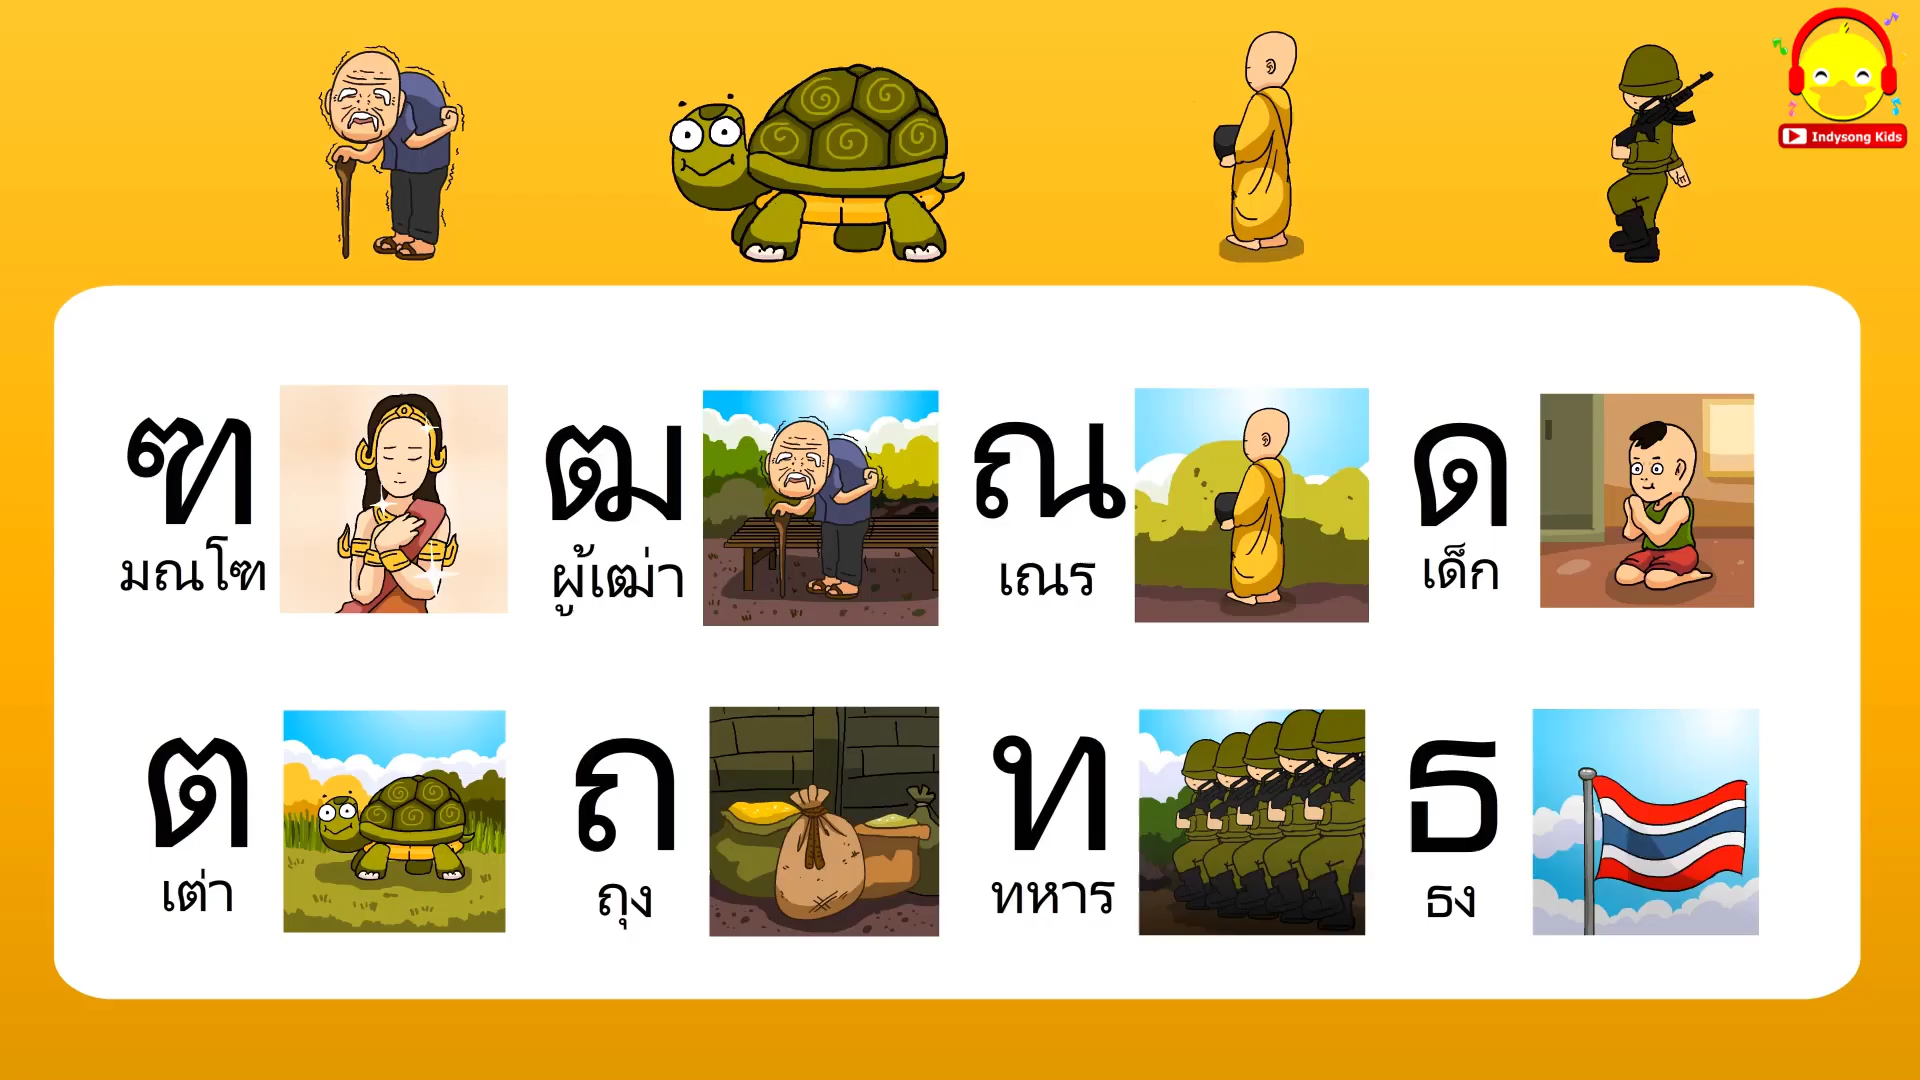 Indysong Kids
ฑ ฒ ณ ด
มณโฑ ผู้เฒ่า เณร เด็ก
ต ถ ท ธ
เต่า ถุง ทหาร ธง